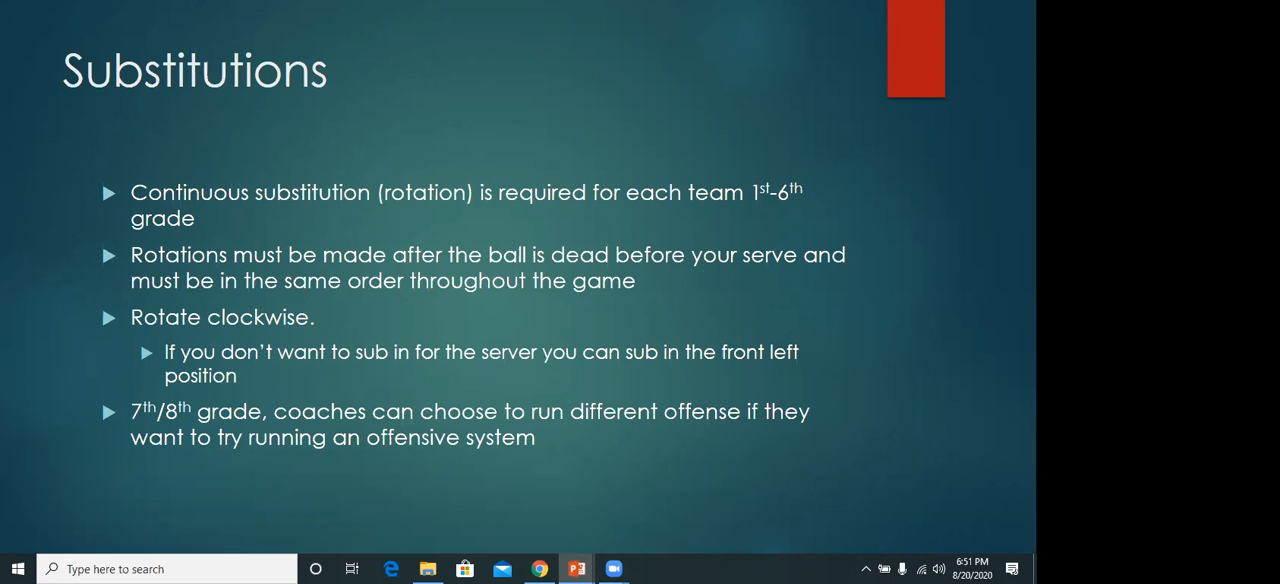 Substitutions
Continuous substitution (rotation) is required for each team 1st-6th
grade
Rotations must be made after the ball is dead before your serve and
must be in the same order throughout the game
Rotate clockwise.
If you don't want to sub in for the server you can sub in the front left
position
7th/8th grade, coaches can choose to run different offense if they
want to try running an offensive system
Type here to search
6:51 PM
8/20/2020